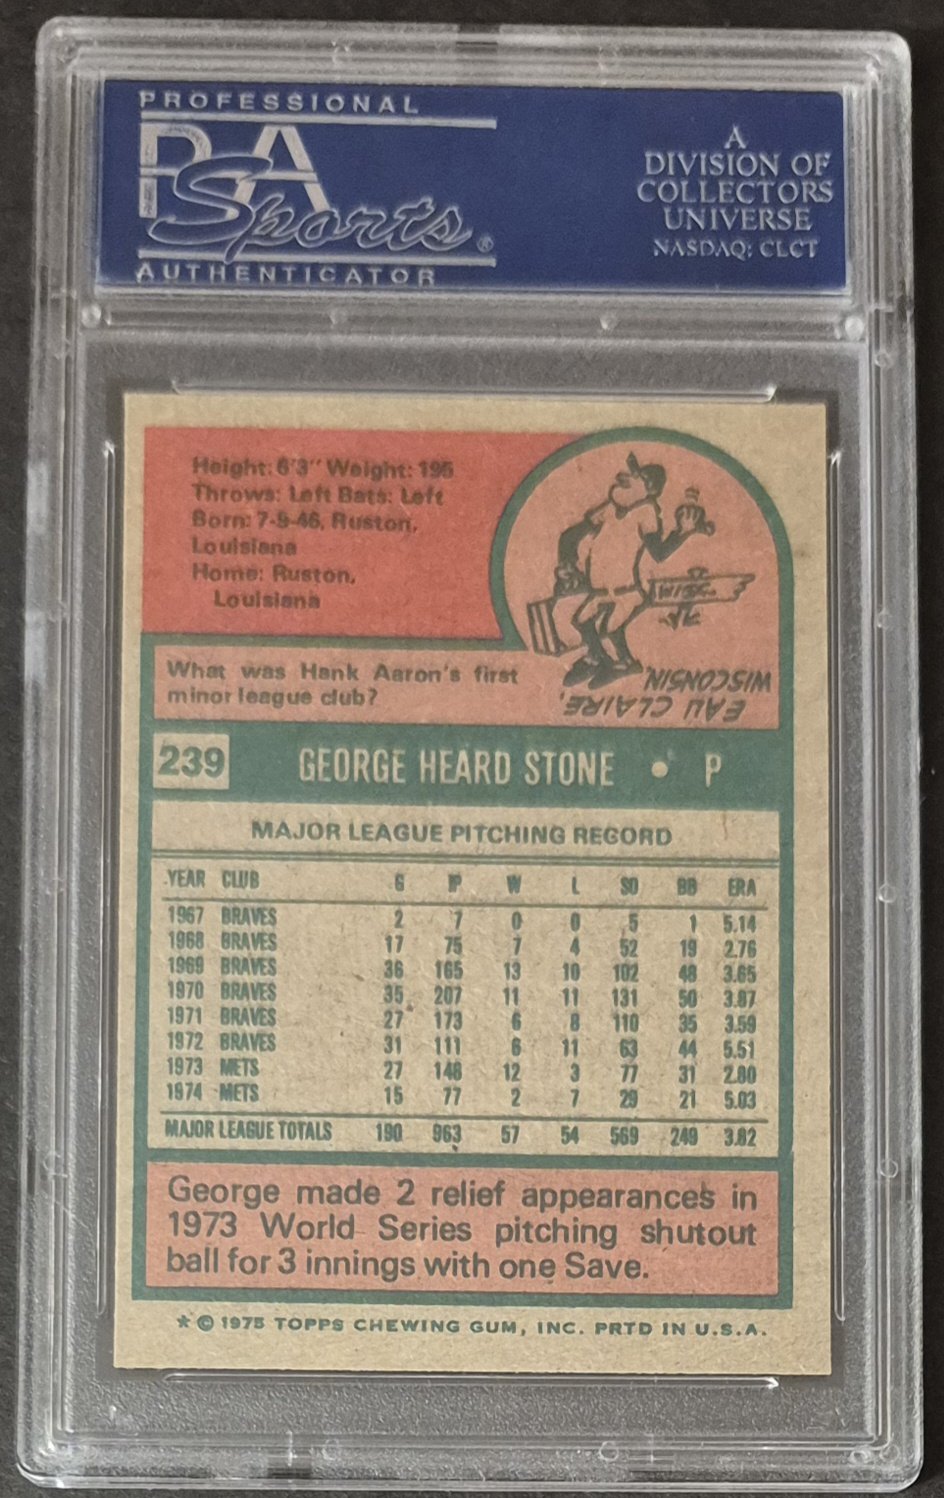 PROFESSIONAL
PSA
Sports®
AUTHENTICATOR
A
DIVISION OF
COLLECTORS
UNIVERSE
NASDAQ: CLCT
Height: 6'3" Weight: 195
Throws: Left Bats: Left
Born: 7-9-46, Ruston,
Louisiana
Home: Ruston,
Louisiana
What was Hank Aaron's first
minor league club?
EAU CLAIRE,
WISCONSIN.
WISC.
239 GEORGE HEARD STONE • P
MAJOR LEAGUE PITCHING RECORD
YEAR CLUB G IP W L SO BB ERA
1967 BRAVES 2 7 0 0 5 1 5.14
1968 BRAVES 17 75 7 4 52 19 2.76
1969 BRAVES 36 165 13 10 102 48 3.65
1970 BRAVES 35 207 11 11 131 50 3.87
1971 BRAVES 27 173 6 8 110 35 3.59
1972 BRAVES 31 111 6 11 63 44 5.51
1973 METS 27 148 12 3 77 31 2.80
1974 METS 15 77 2 7 29 21 5.03
MAJOR LEAGUE TOTALS 190 963 57 54 569 249 3.82
George made 2 relief appearances in
1973 World Series pitching shutout
ball for 3 innings with one Save.
* © 1975 TOPPS CHEWING GUM, INC. PRTD IN U.S.A.